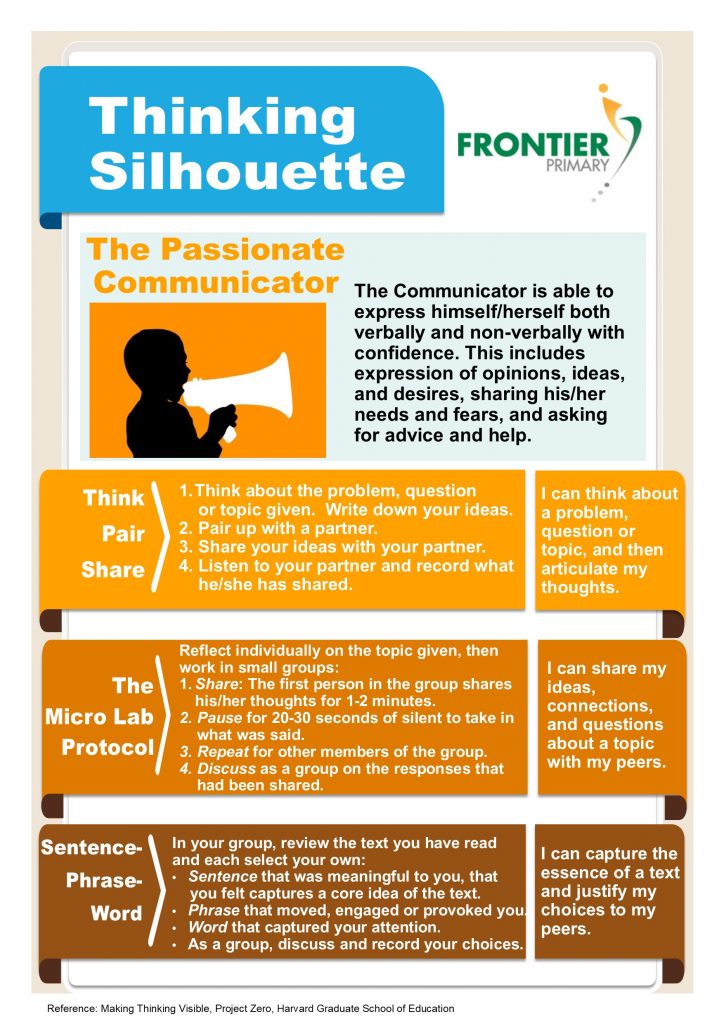 Thinking
Silhouette
FRONTIER
PRIMARY
The Passionate
Communicator
The Communicator is able to
express himself/herself both
verbally and non-verbally with
confidence. This includes
expression of opinions, ideas,
and desires, sharing his/her
needs and fears, and asking
for advice and help.
Think
Pair
Share
1. Think about the problem, question
or topic given. Write down your ideas.
2. Pair up with a partner.
3. Share your ideas with your partner.
4. Listen to your partner and record what
he/she has shared.
I can think about
a problem,
question or
topic, and then
articulate my
thoughts.
The
Micro Lab
Protocol
Reflect individually on the topic given, then
work in small groups:
1. Share: The first person in the group shares
his/her thoughts for 1-2 minutes.
2. Pause for 20-30 seconds of silent to take in
what was said.
3. Repeat for other members of the group.
4. Discuss as a group on the responses that
had been shared.
I can share my
ideas,
connections,
and questions
about a topic
with my peers.
Sentence-
Phrase-
Word
In your group, review the text you have read
and each select your own:
• Sentence that was meaningful to you, that
you felt captures a core idea of the text.
• Phrase that moved, engaged or provoked you.
• Word that captured your attention.
• As a group, discuss and record your choices.
I can capture the
essence of a text
and justify my
choices to my
peers.
Reference: Making Thinking Visible, Project Zero, Harvard Graduate School of Education